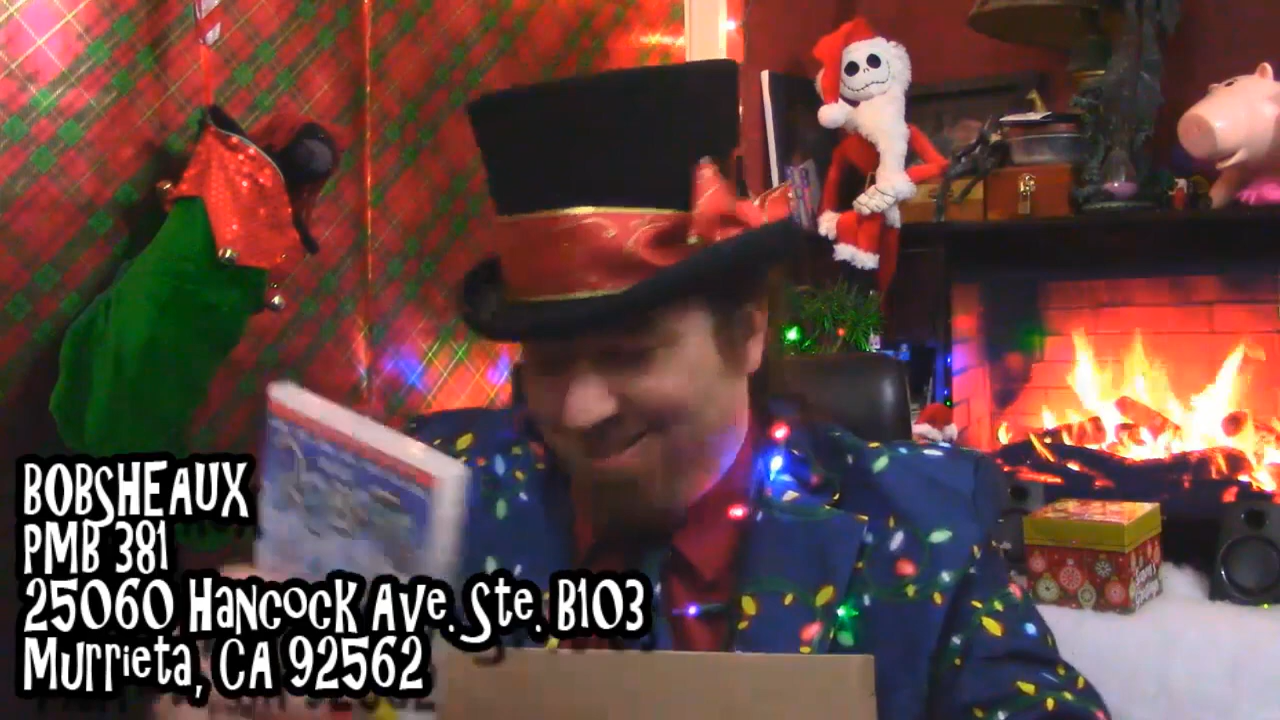 BOBSHEAUX
PMB 381
25060 Hancock Ave. Ste. B103
Murrieta, CA 92562